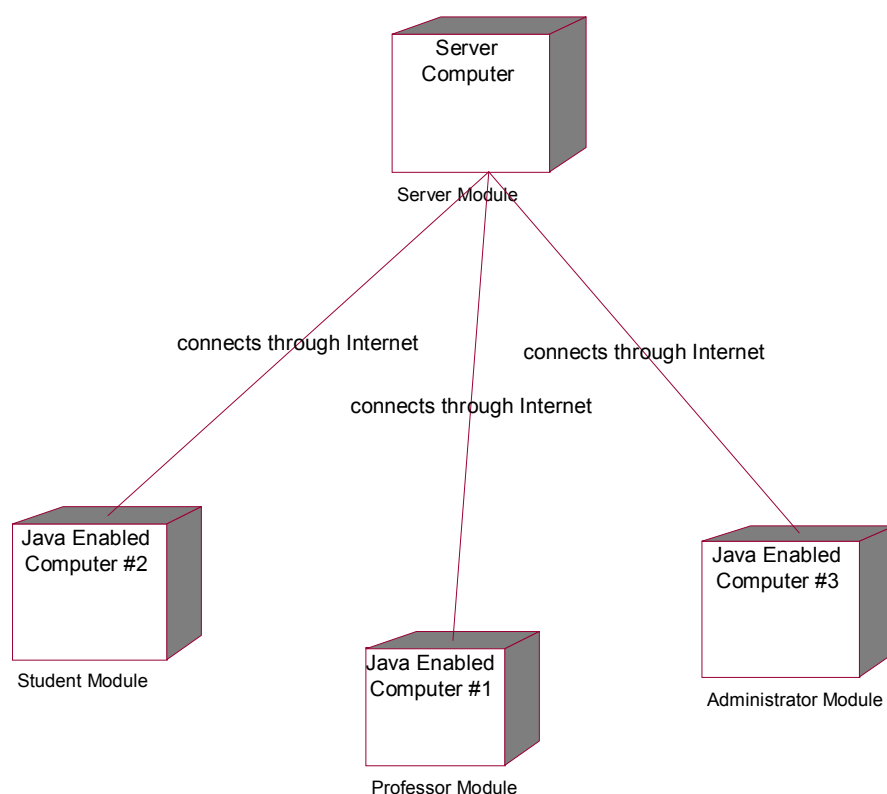 Server
Computer
Server Module
connects through Internet
connects through Internet
connects through Internet
Java Enabled
Computer #2
Student Module
Java Enabled
Computer #1
Professor Module
Java Enabled
Computer #3
Administrator Module